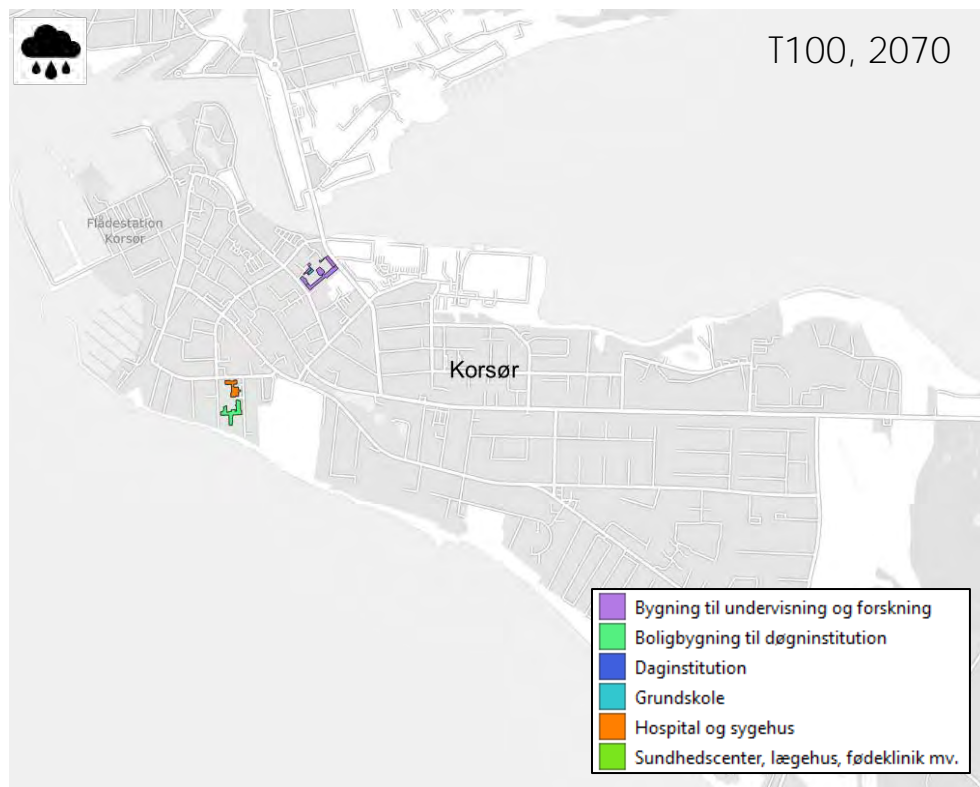 T100, 2070
Flådestation
Korsør
Korsør
Bygning til undervisning og forskning
Boligbygning til døgninstitution
Daginstitution
Grundskole
Hospital og sygehus
Sundhedscenter, lægehus, fødeklinik mv.